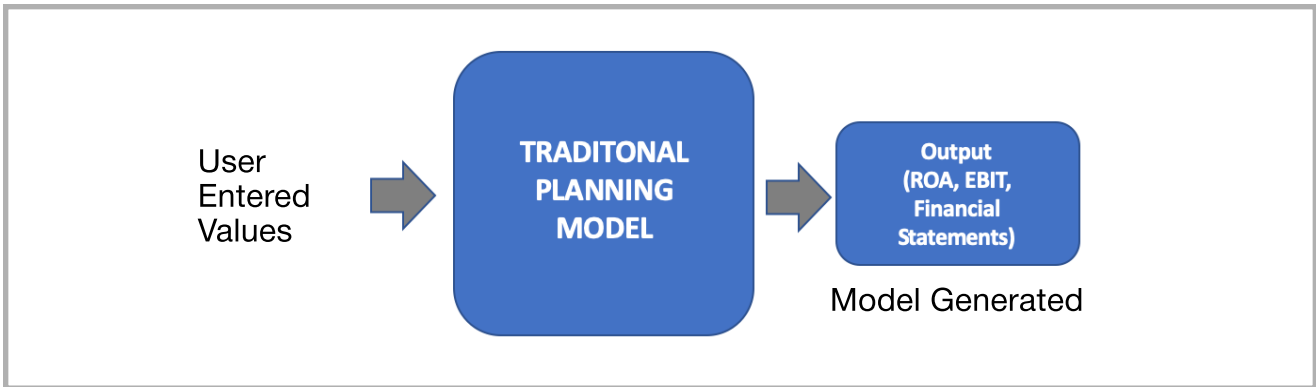 User
Entered
Values
TRADITONAL
PLANNING
MODEL
Output
(ROA, EBIT,
Financial
Statements)
Model Generated